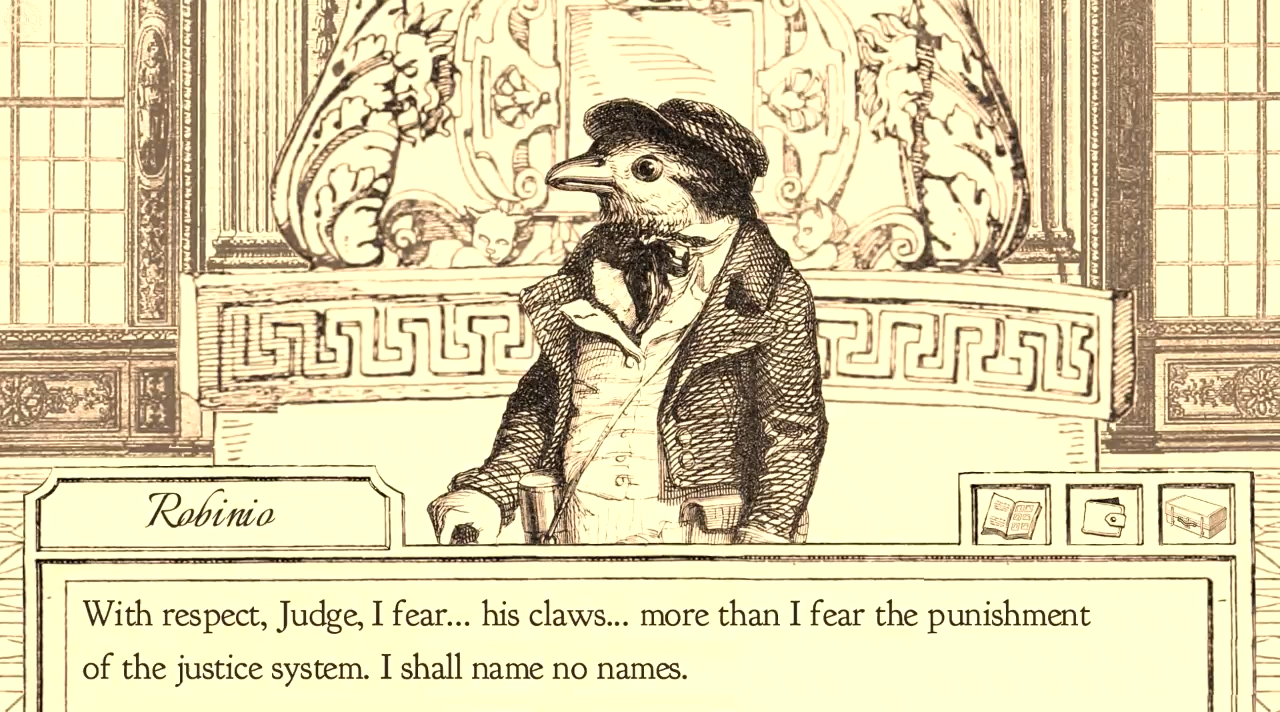 Robinio
With respect, Judge, I fear... his claws... more than I fear the punishment
of the justice system. I shall name no names.